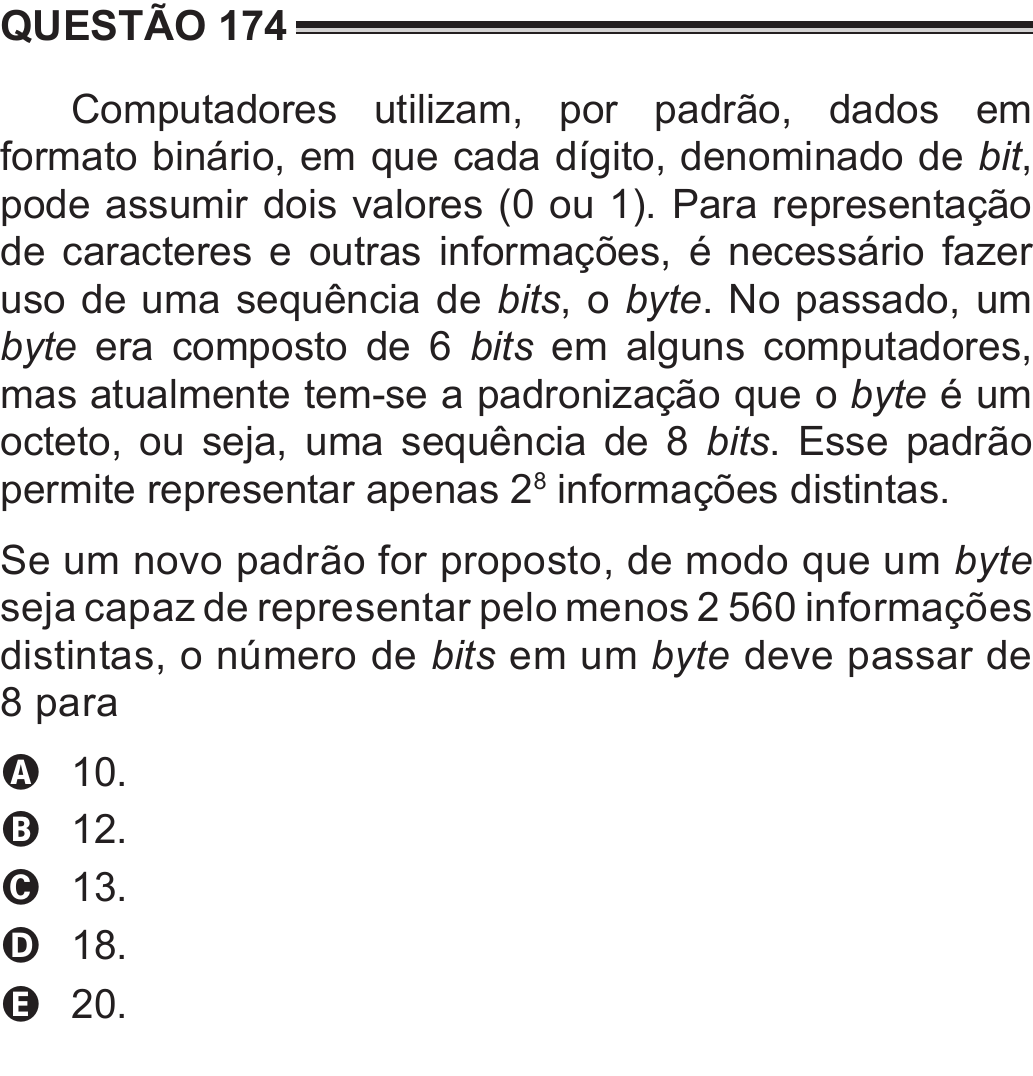 QUESTÃO 174
Computadores utilizam, por padrão, dados em
formato binário, em que cada dígito, denominado de bit,
pode assumir dois valores (0 ou 1). Para representação
de caracteres e outras informações, é necessário fazer
uso de uma sequência de bits, o byte. No passado, um
byte era composto de 6 bits em alguns computadores,
mas atualmente tem-se a padronização que o byte é um
octeto, ou seja, uma sequência de 8 bits. Esse padrão
permite representar apenas 2⁸ informações distintas.
Se um novo padrão for proposto, de modo que um byte
seja capaz de representar pelo menos 2 560 informações
distintas, o número de bits em um byte deve passar de
8 para
A 10.
B 12.
C 13.
D 18.
E 20.